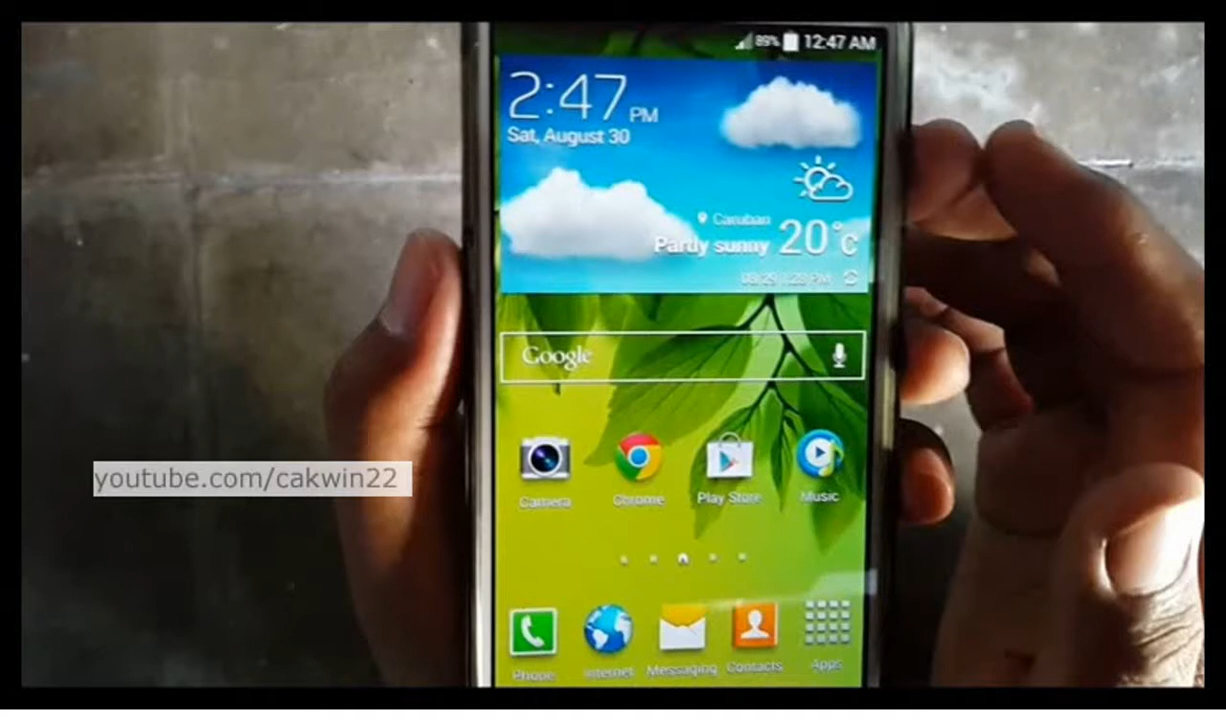 89% 12:47 AM
2:47 PM
Sat, August 30
Caruban
Partly sunny 20°C
Google
Camera Chrome Play Store Music
youtube.com/cakwin22
Phone Internet Messaging Contacts Apps